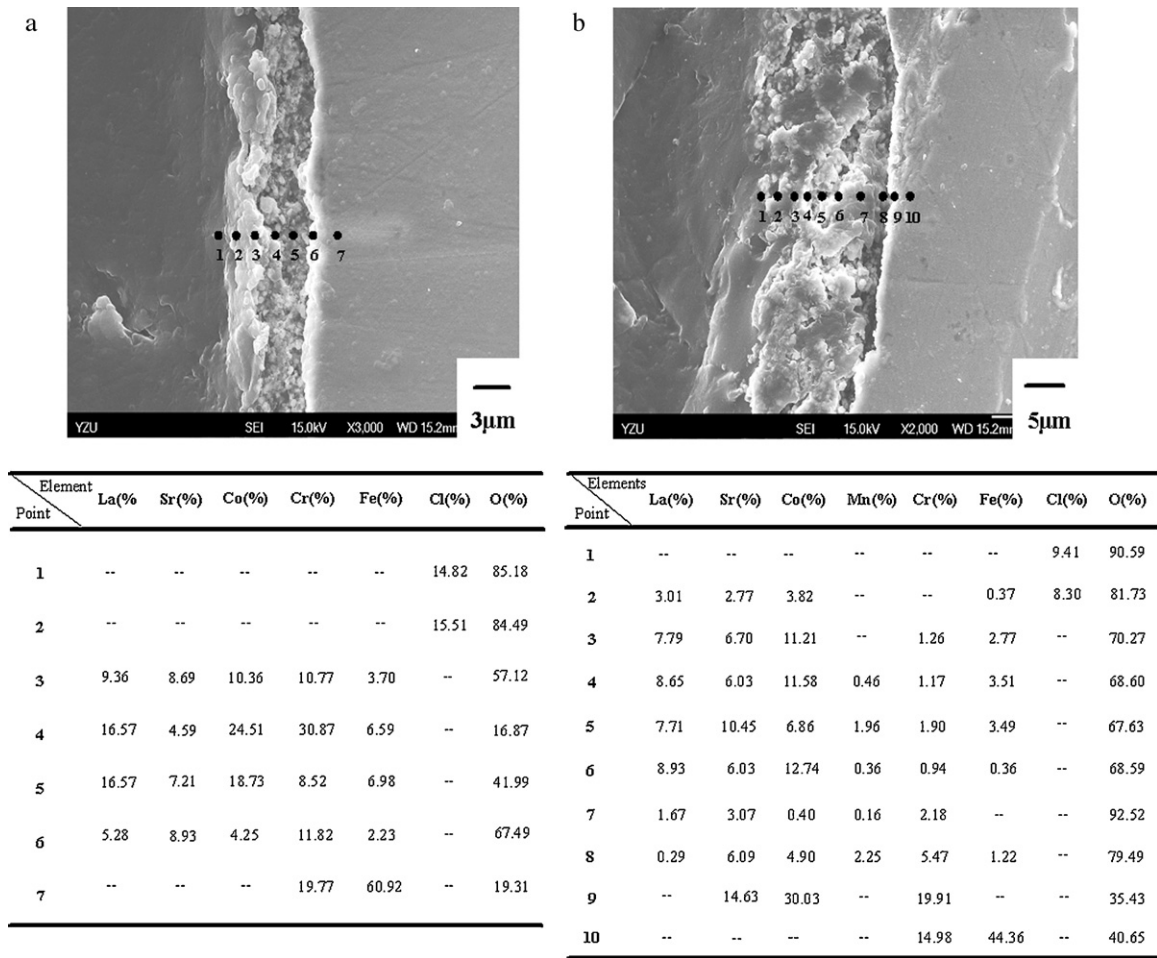 a
1 2 3 4 5 6 7
3µm
YZU SEI 15.0kV X3,000 WD 15.2mm
b
1 2 3 4 5 6 7 8 9 10
5µm
YZU SEI 15.0kV X2,000 WD 15.2mm
Element
Point La(% Sr(%) Co(%) Cr(%) Fe(%) Cl(%) O(%)
1 -- -- -- -- -- 14.82 85.18
2 -- -- -- -- -- 15.51 84.49
3 9.36 8.69 10.36 10.77 3.70 -- 57.12
4 16.57 4.59 24.51 30.87 6.59 -- 16.87
5 16.57 7.21 18.73 8.52 6.98 -- 41.99
6 5.28 8.93 4.25 11.82 2.23 -- 67.49
7 -- -- -- 19.77 60.92 -- 19.31
Elements
Point La(%) Sr(%) Co(%) Mn(%) Cr(%) Fe(%) Cl(%) O(%)
1 -- -- -- -- -- -- 9.41 90.59
2 3.01 2.77 3.82 -- -- 0.37 8.30 81.73
3 7.79 6.70 11.21 -- 1.26 2.77 -- 70.27
4 8.65 6.03 11.58 0.46 1.17 3.51 -- 68.60
5 7.71 10.45 6.86 1.96 1.90 3.49 -- 67.63
6 8.93 6.03 12.74 0.36 0.94 0.36 -- 68.59
7 1.67 3.07 0.40 0.16 2.18 -- -- 92.52
8 0.29 6.09 4.90 2.25 5.47 1.22 -- 79.49
9 -- 14.63 30.03 -- 19.91 -- -- 35.43
10 -- -- -- -- 14.98 44.36 -- 40.65